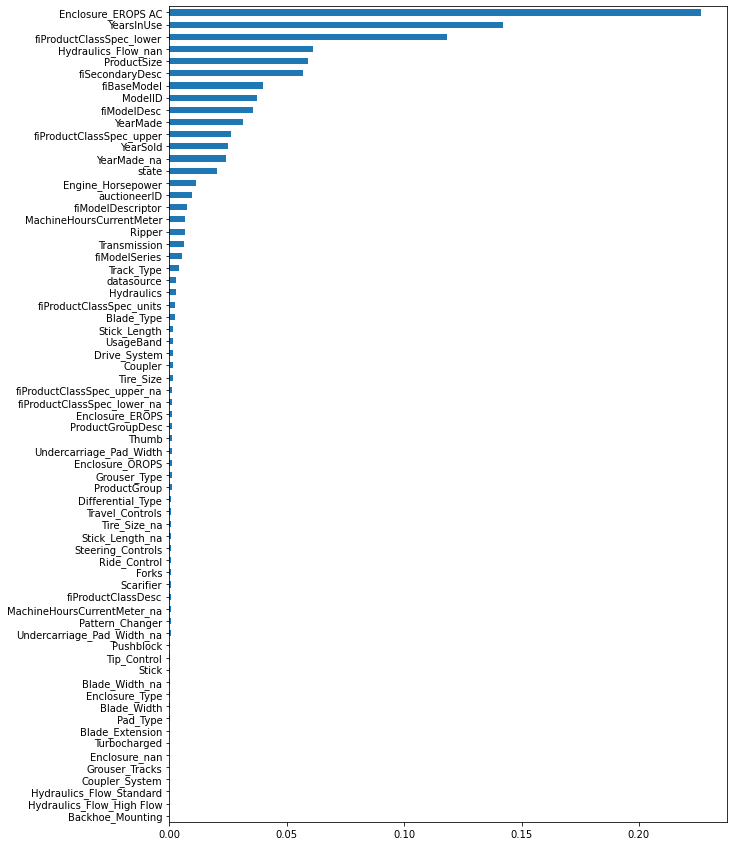 Enclosure_EROPS AC
YearsInUse
fiProductClassSpec_lower
Hydraulics_Flow_nan
ProductSize
fiSecondaryDesc
fiBaseModel
ModelID
fiModelDesc
YearMade
fiProductClassSpec_upper
YearSold
YearMade_na
state
Engine_Horsepower
auctioneerID
fiModelDescriptor
MachineHoursCurrentMeter
Ripper
Transmission
fiModelSeries
Track_Type
datasource
Hydraulics
fiProductClassSpec_units
Blade_Type
Stick_Length
UsageBand
Drive_System
Coupler
Tire_Size
fiProductClassSpec_upper_na
fiProductClassSpec_lower_na
Enclosure_EROPS
ProductGroupDesc
Thumb
Undercarriage_Pad_Width
Enclosure_OROPS
Grouser_Type
ProductGroup
Differential_Type
Travel_Controls
Tire_Size_na
Stick_Length_na
Steering_Controls
Ride_Control
Forks
Scarifier
fiProductClassDesc
MachineHoursCurrentMeter_na
Pattern_Changer
Undercarriage_Pad_Width_na
Pushblock
Tip_Control
Stick
Blade_Width_na
Enclosure_Type
Blade_Width
Pad_Type
Blade_Extension
Turbocharged
Enclosure_nan
Grouser_Tracks
Coupler_System
Hydraulics_Flow_Standard
Hydraulics_Flow_High Flow
Backhoe_Mounting
0.00 0.05 0.10 0.15 0.20